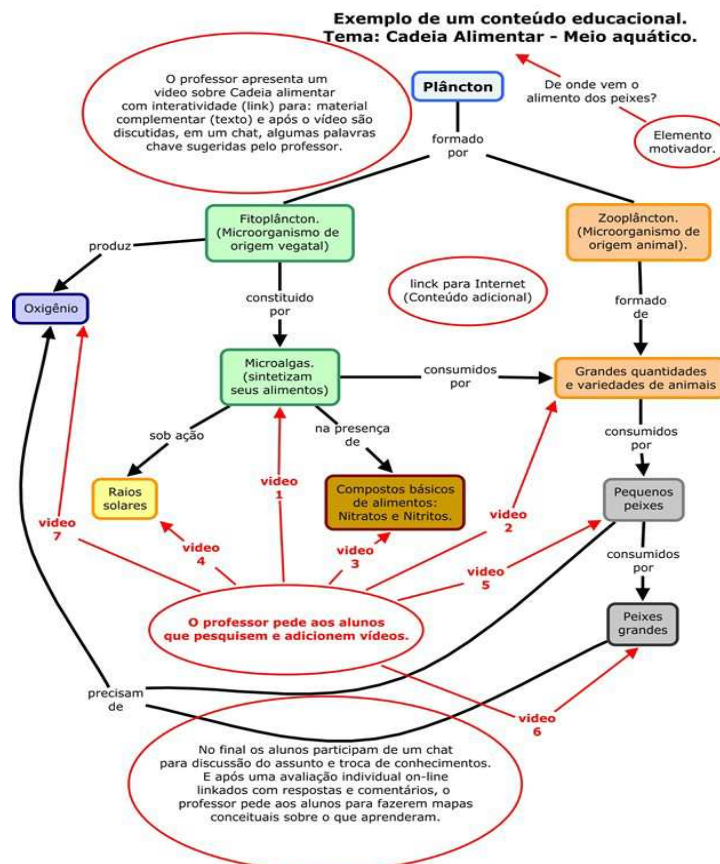 Exemplo de um conteúdo educacional.
Tema: Cadeia Alimentar - Meio aquático.
O professor apresenta um
video sobre Cadeia alimentar
com interatividade (link) para: material
complementar (texto) e após o vídeo são
discutidas, em um chat, algumas palavras
chave sugeridas pelo professor.
Plâncton
De onde vem o
alimento dos peixes?
Elemento
motivador.
formado
por
Fitoplâncton.
(Microorganismo de
origem vegatal)
Zooplâncton.
(Microorganismo de
origem animal).
produz
Oxigênio
constituido
por
linck para Internet
(Conteúdo adicional)
formado
de
Microalgas.
(sintetizam
seus alimentos)
consumidos
por
Grandes quantidades
e variedades de animais
sob ação
na presença
de
consumidos
por
Raios
solares
video
1
Compostos básicos
de alimentos:
Nitratos e Nitritos.
video
2
Pequenos
peixes
video
7
video
4
video
3
video
5
consumidos
por
O professor pede aos alunos
que pesquisem e adicionem vídeos.
Peixes
grandes
precisam
de
video
6
No final os alunos participam de um chat
para discussão do assunto e troca de conhecimentos.
E após uma avaliação individual on-line
linkados com respostas e comentários, o
professor pede aos alunos para fazerem mapas
conceituais sobre o que aprenderam.